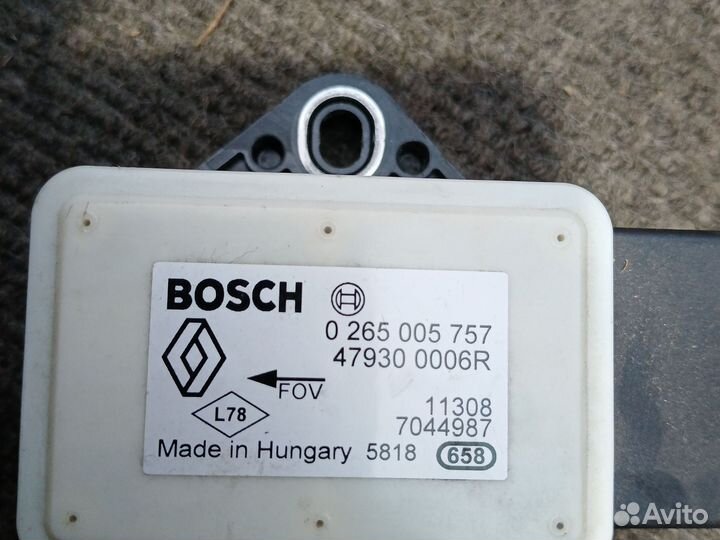 BOSCH
0 265 005 757
47930 0006R
FOV
L78
11308
7044987
Made in Hungary 5818 658
Avito